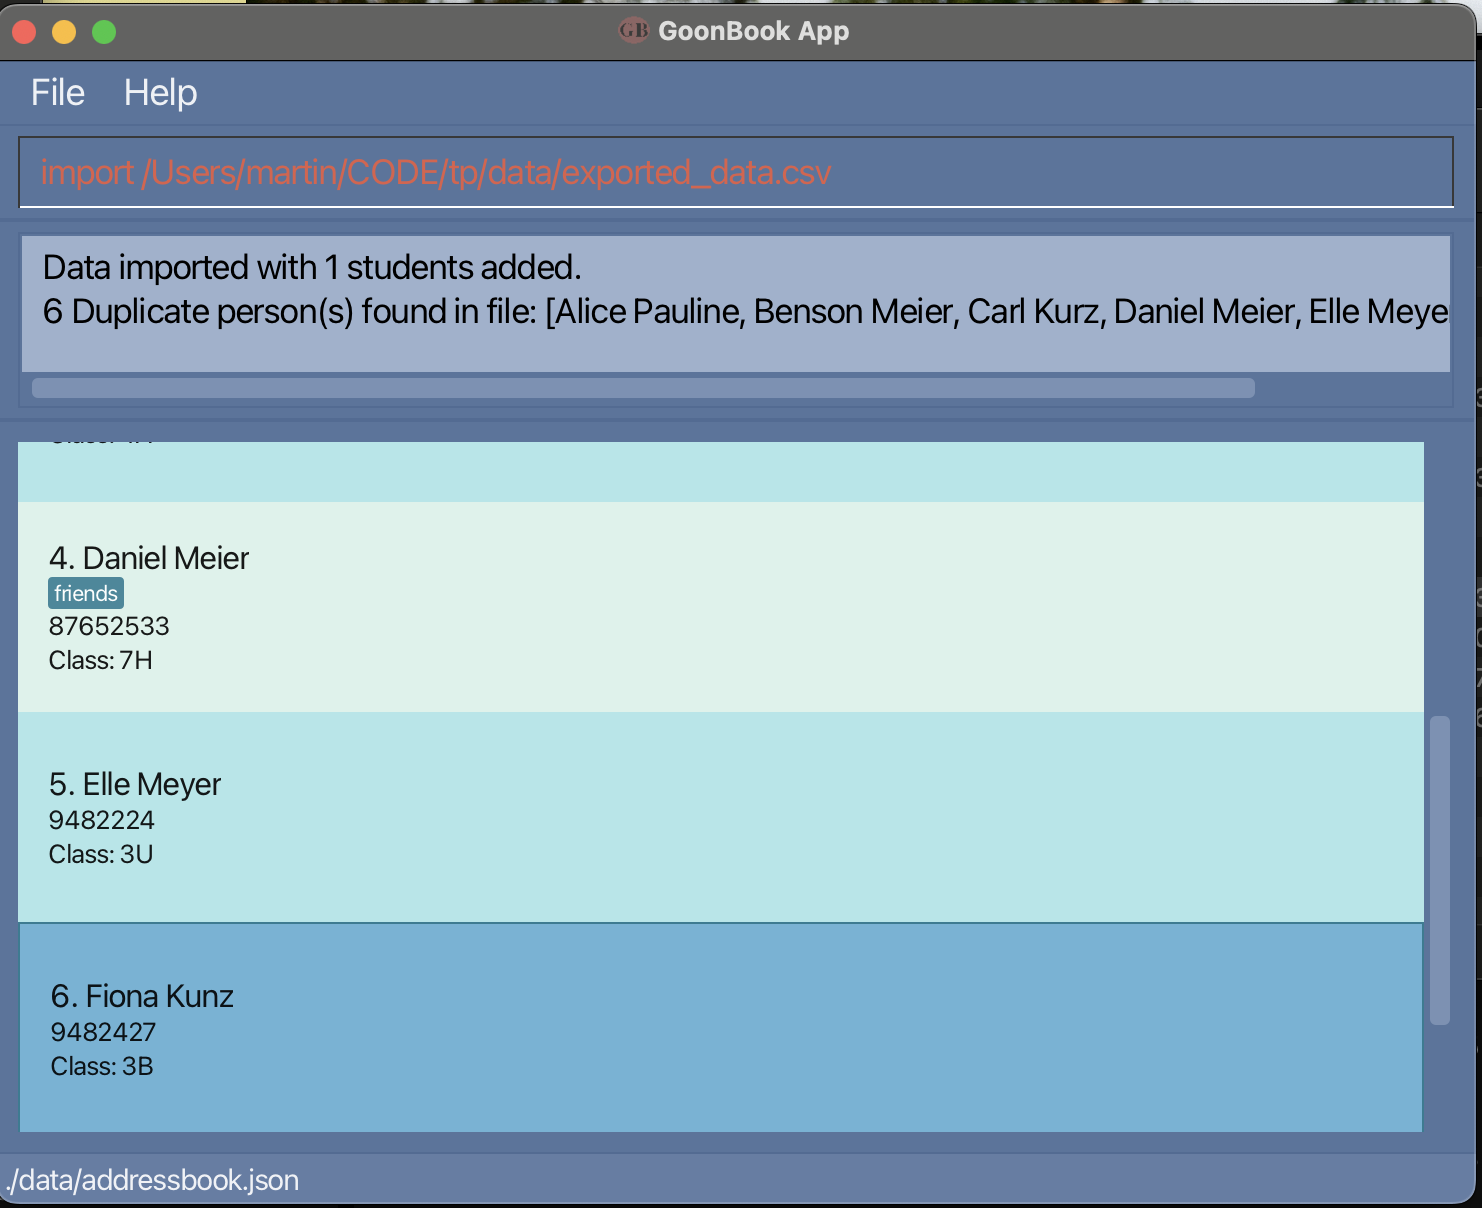 GB GoonBook App
File Help
import /Users/martin/CODE/tp/data/exported_data.csv
Data imported with 1 students added.
6 Duplicate person(s) found in file: [Alice Pauline, Benson Meier, Carl Kurz, Daniel Meier, Elle Meye
4. Daniel Meier
friends
87652533
Class: 7H
5. Elle Meyer
9482224
Class: 3U
6. Fiona Kunz
9482427
Class: 3B
./data/addressbook.json